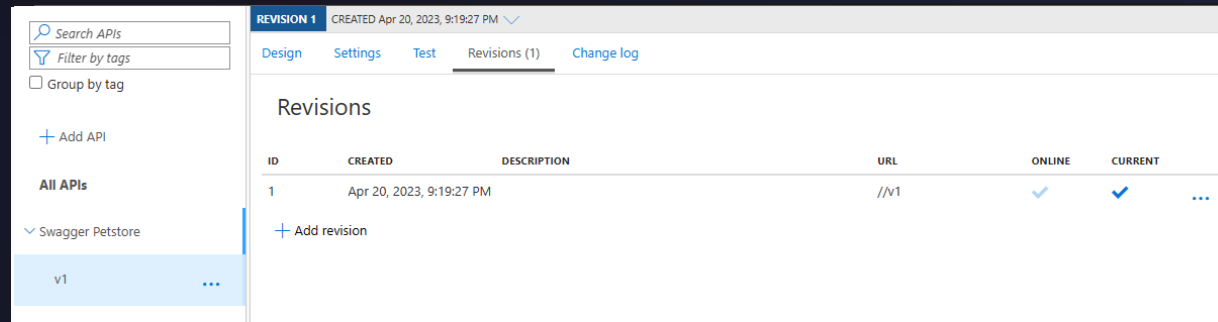 Search APIs
Filter by tags
Group by tag
Add API
All APIs
Swagger Petstore
v1
REVISION 1 CREATED Apr 20, 2023, 9:19:27 PM
Design Settings Test Revisions (1) Change log
Revisions
ID CREATED DESCRIPTION URL ONLINE CURRENT
1 Apr 20, 2023, 9:19:27 PM //v1
Add revision